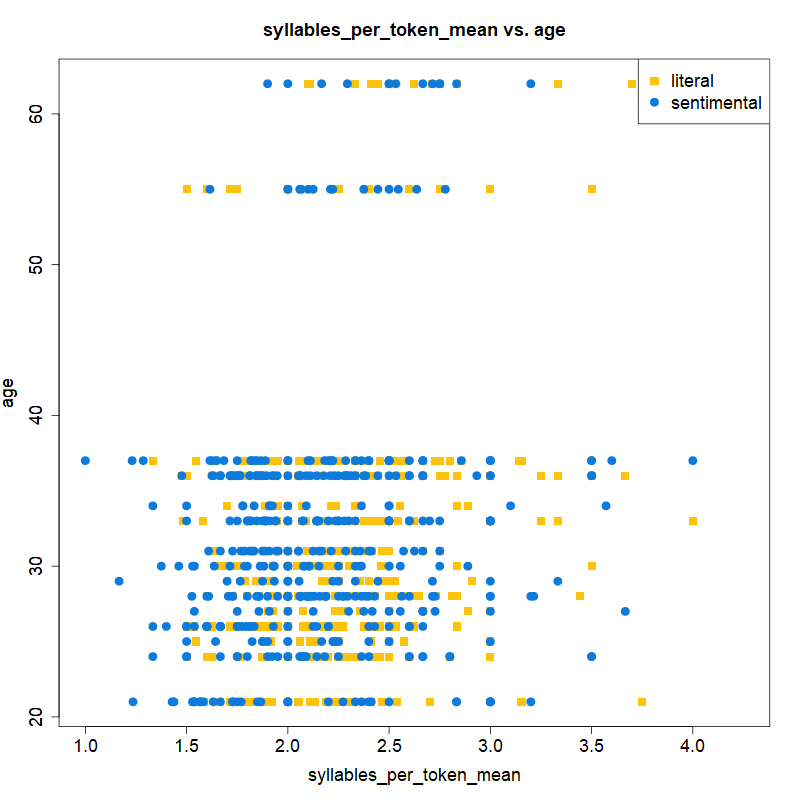 syllables_per_token_mean vs. age
literal
sentimental
60
50
40
30
20
age
1.0 1.5 2.0 2.5 3.0 3.5 4.0
syllables_per_token_mean